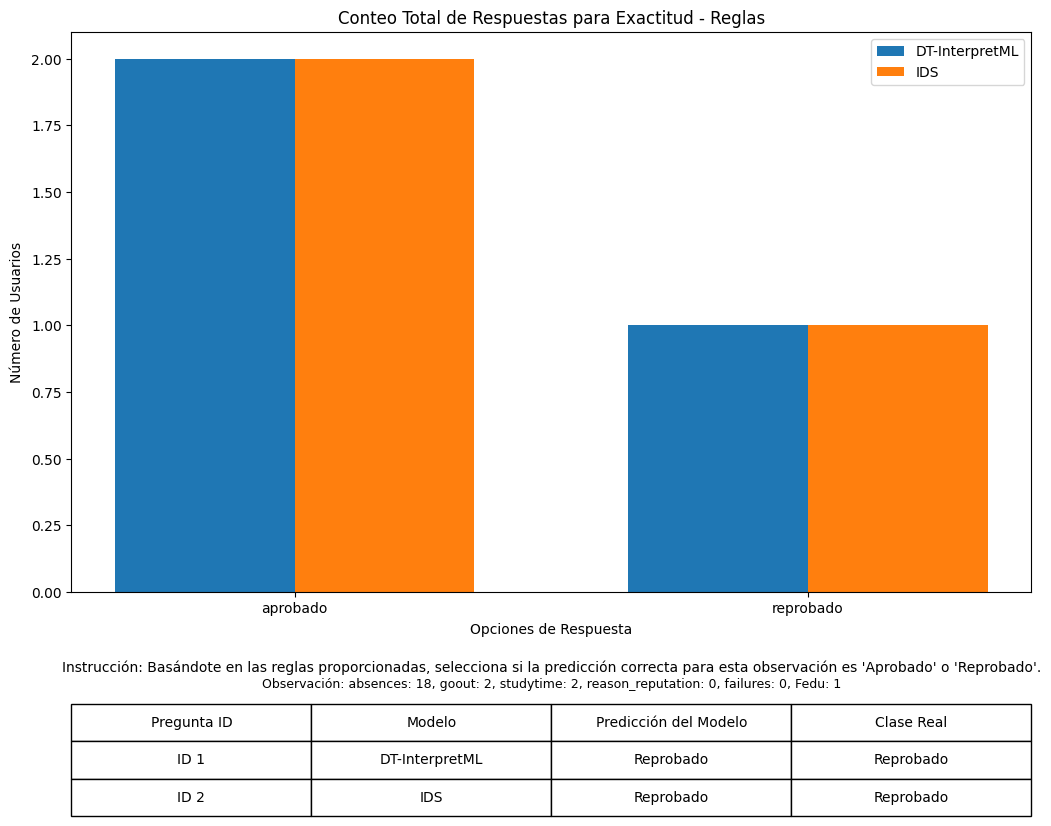 Conteo Total de Respuestas para Exactitud - Reglas
DT-InterpretML
IDS
Número de Usuarios
2.00
1.75
1.50
1.25
1.00
0.75
0.50
0.25
0.00
aprobado
reprobado
Opciones de Respuesta
Instrucción: Basándote en las reglas proporcionadas, selecciona si la predicción correcta para esta observación es 'Aprobado' o 'Reprobado'.
Observación: absences: 18, goout: 2, studytime: 2, reason_reputation: 0, failures: 0, Fedu: 1
Pregunta ID Modelo Predicción del Modelo Clase Real
ID 1 DT-InterpretML Reprobado Reprobado
ID 2 IDS Reprobado Reprobado